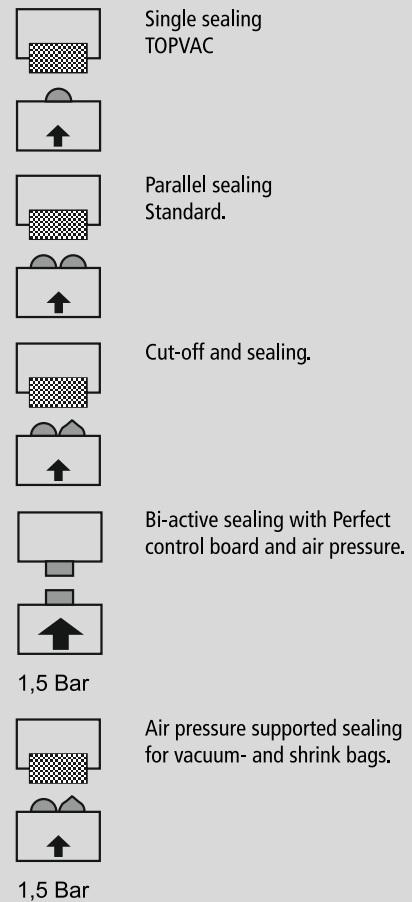 Single sealing
TOPVAC
Parallel sealing
Standard.
Cut-off and sealing.
Bi-active sealing with Perfect
control board and air pressure.
1,5 Bar
Air pressure supported sealing
for vacuum- and shrink bags.
1,5 Bar